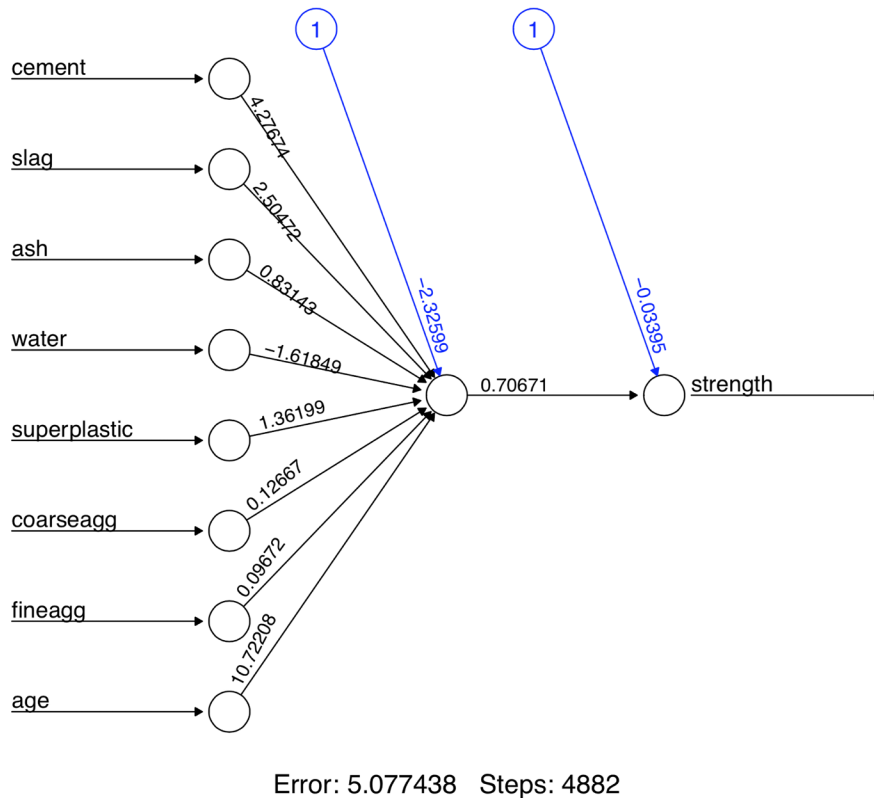 1
1
cement
4.27674
slag
2.50472
ash
0.83143
−2.32599
−0.03395
water
−1.61849
0.70671
strength
superplastic
1.36199
coarseagg
0.12667
fineagg
0.09672
age
10.72208
Error: 5.077438 Steps: 4882